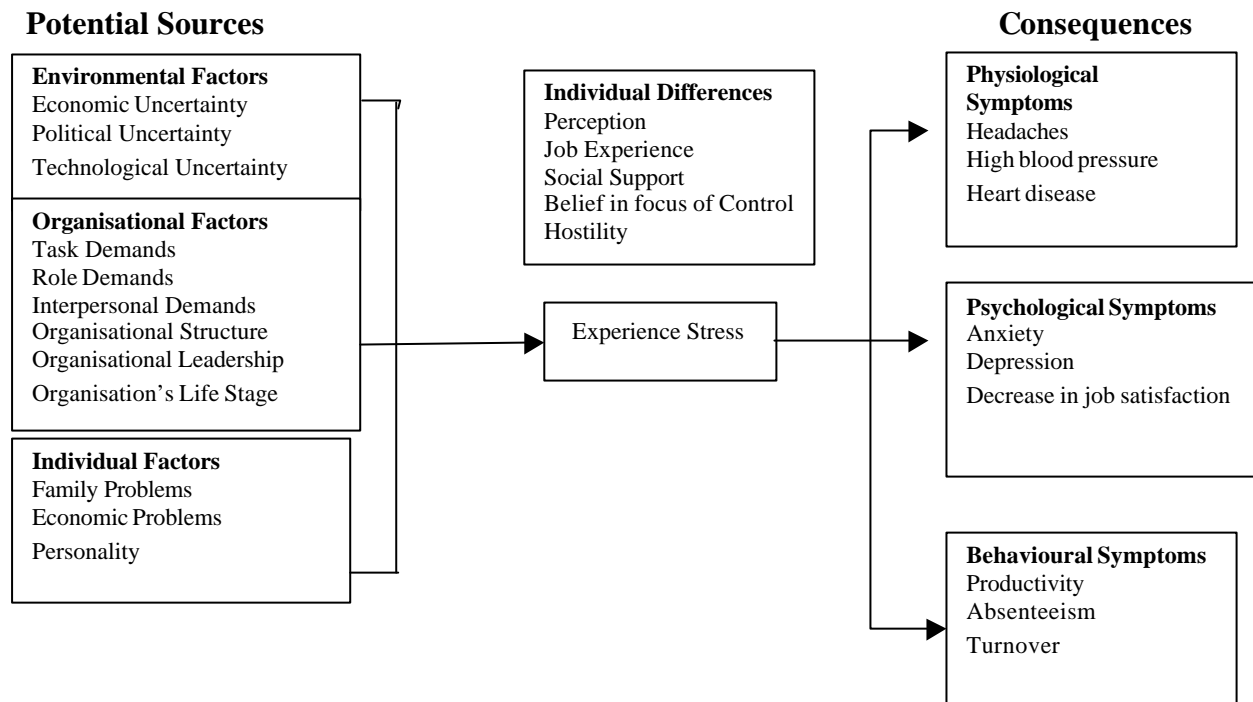 Potential Sources
Environmental Factors
Economic Uncertainty
Political Uncertainty
Technological Uncertainty
Organisational Factors
Task Demands
Role Demands
Interpersonal Demands
Organisational Structure
Organisational Leadership
Organisation's Life Stage
Individual Factors
Family Problems
Economic Problems
Personality
Individual Differences
Perception
Job Experience
Social Support
Belief in focus of Control
Hostility
Experience Stress
Consequences
Physiological
Symptoms
Headaches
High blood pressure
Heart disease
Psychological Symptoms
Anxiety
Depression
Decrease in job satisfaction
Behavioural Symptoms
Productivity
Absenteeism
Turnover